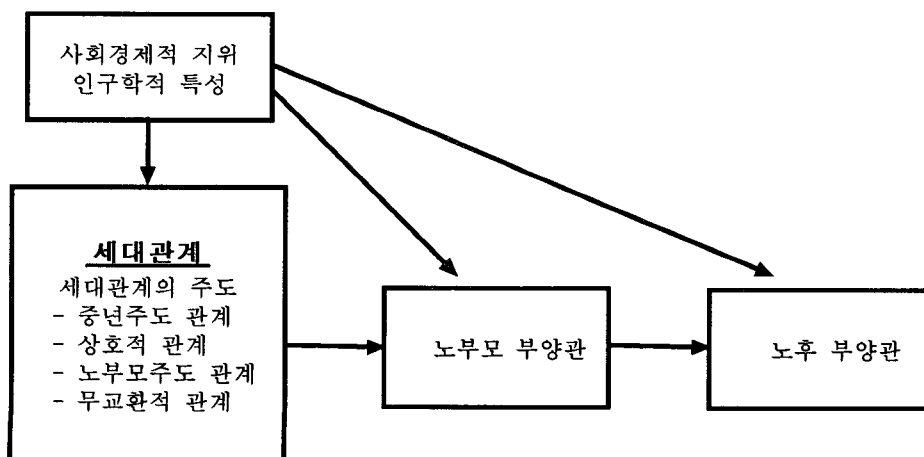 사회경제적 지위
인구학적 특성
세대관계
세대관계의 주도
- 중년주도 관계
- 상호적 관계
- 노부모주도 관계
- 무교환적 관계
노부모 부양관
노후 부양관